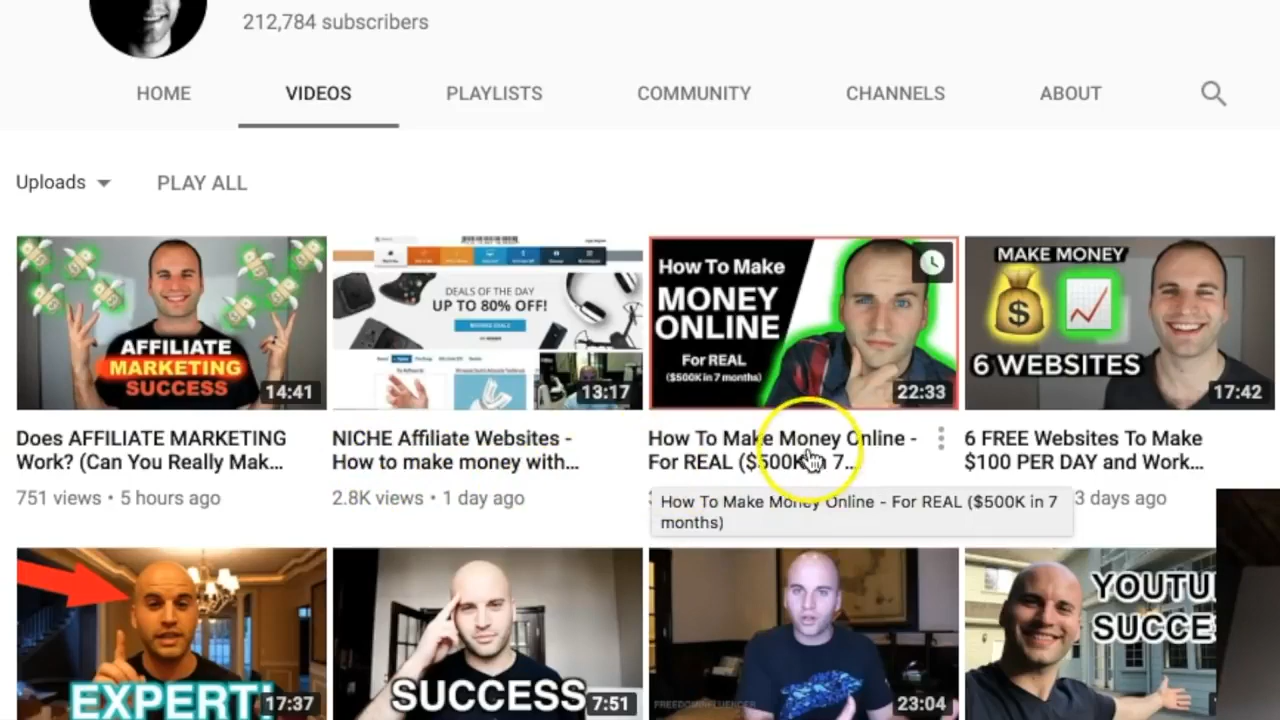 212,784 subscribers
HOME VIDEOS PLAYLISTS COMMUNITY CHANNELS ABOUT
Uploads PLAY ALL
AFFILIATE
MARKETING
SUCCESS
14:41
DEALS OF THE DAY
UP TO 80% OFF!
13:17
How To Make
MONEY
ONLINE
For REAL
($500K in 7 months)
22:33
MAKE MONEY
6 WEBSITES
17:42
Does AFFILIATE MARKETING
Work? (Can You Really Mak...
751 views • 5 hours ago
NICHE Affiliate Websites -
How to make money with...
2.8K views • 1 day ago
How To Make Money Online -
For REAL ($500K in 7...
How To Make Money Online - For REAL ($500K in 7
months)
6 FREE Websites To Make
$100 PER DAY and Work...
3 days ago
EXPERT!
17:37
SUCCESS
7:51
FREEDOMINFLUENCER
23:04
YOUTU
SUCCE